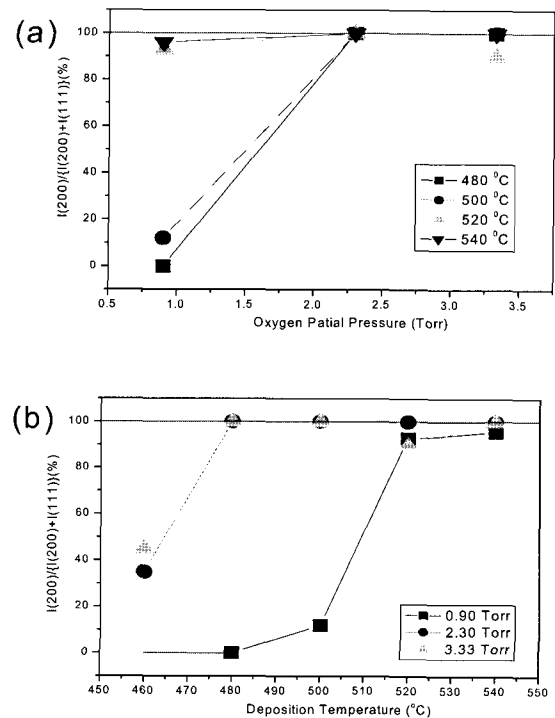 (a)
I(200)/{I(200)+I(111)}(%)
100
80
60
40
20
0
480 °C
500 °C
520 °C
540 °C
0.5
1.0
1.5
2.0
2.5
3.0
3.5
Oxygen Patial Pressure (Torr)
(b)
I(200)/{I(200)+I(111)}(%)
100
80
60
40
20
0
0.90 Torr
2.30 Torr
3.33 Torr
450
460
470
480
490
500
510
520
530
540
550
Deposition Temperature (°C)